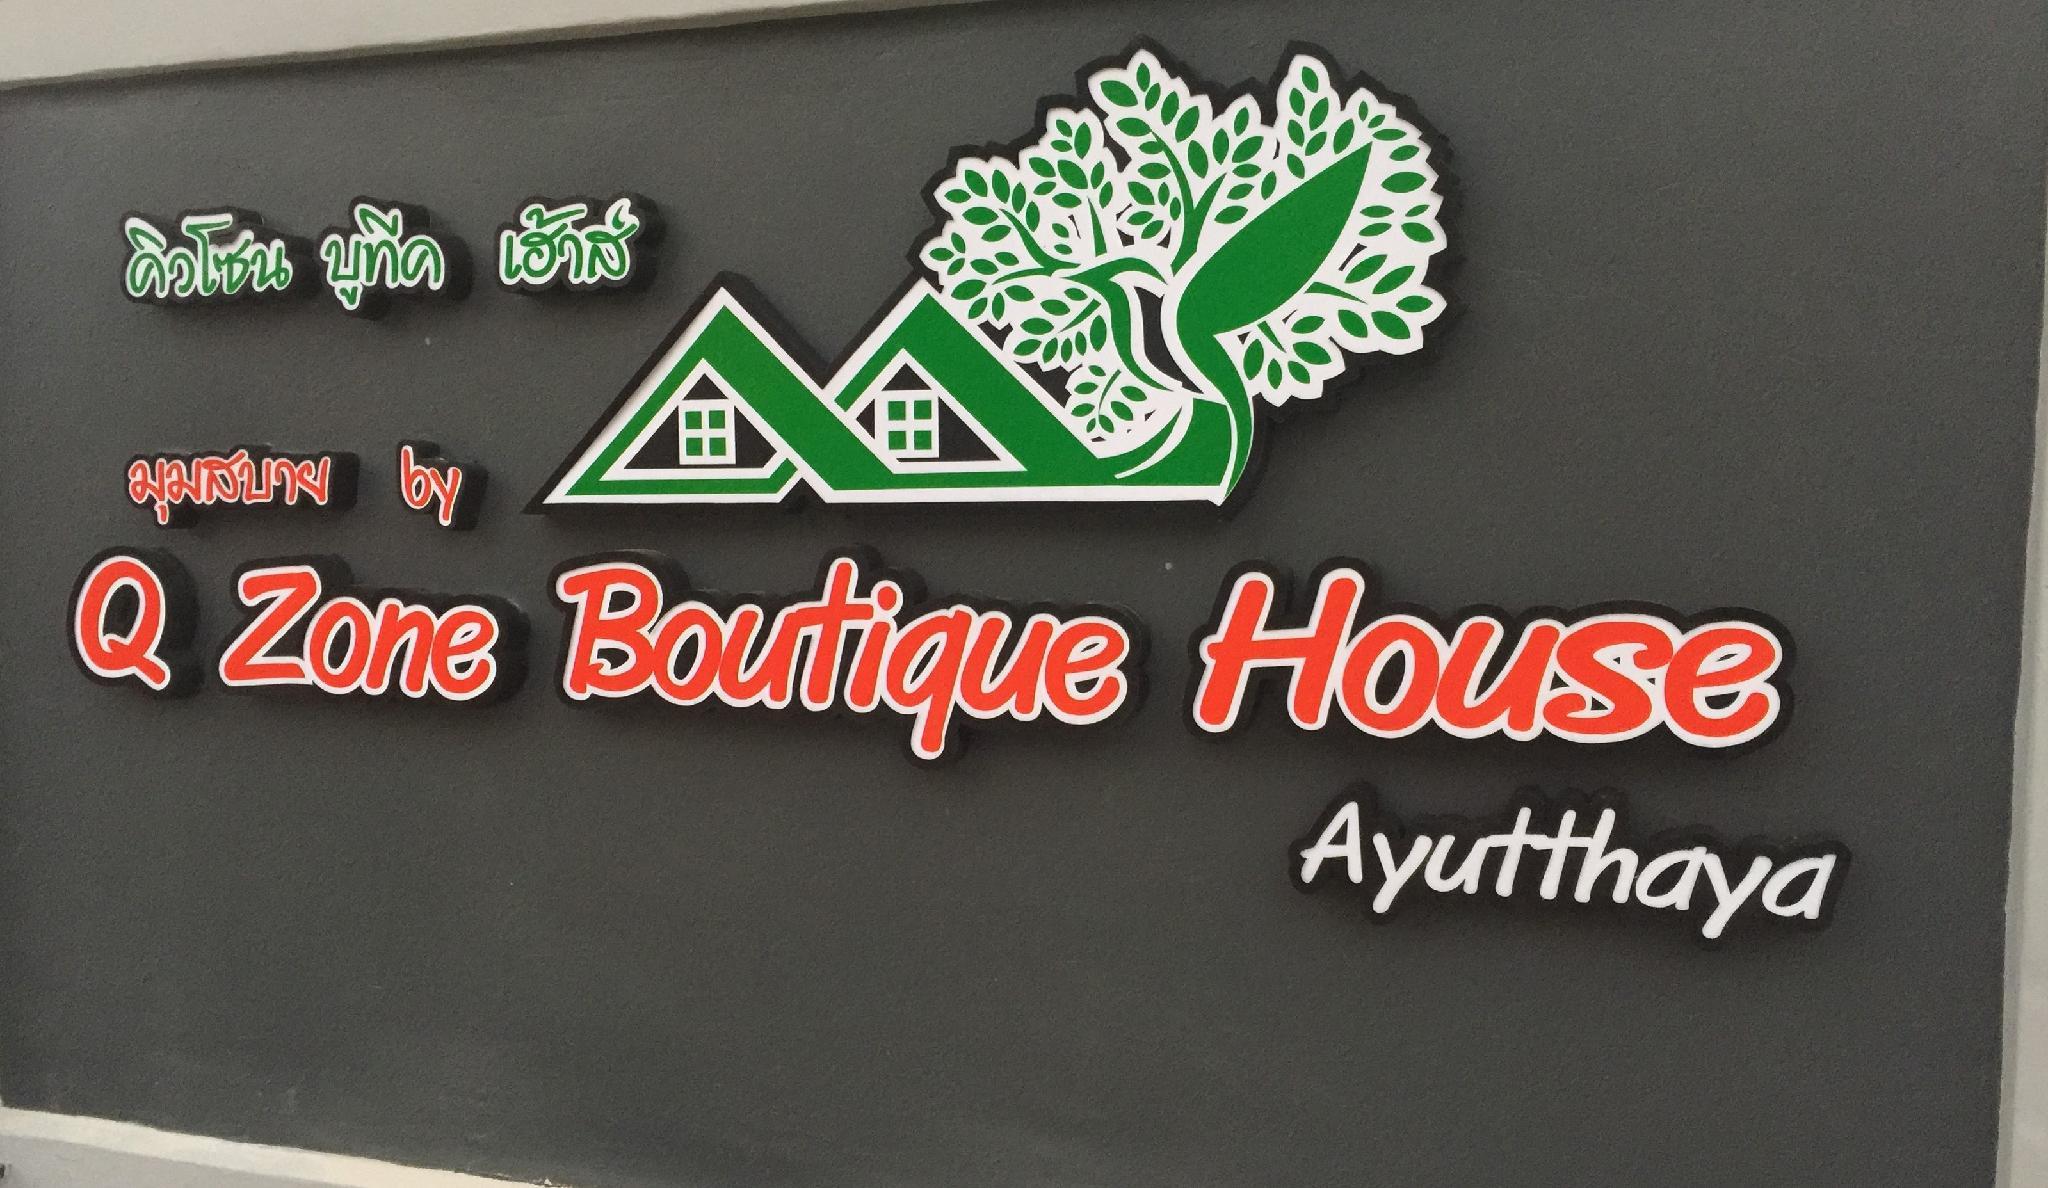 คิวโซน บูทีค เฮ้าส์
มุมสบาย by
Q Zone Boutique House
Ayutthaya